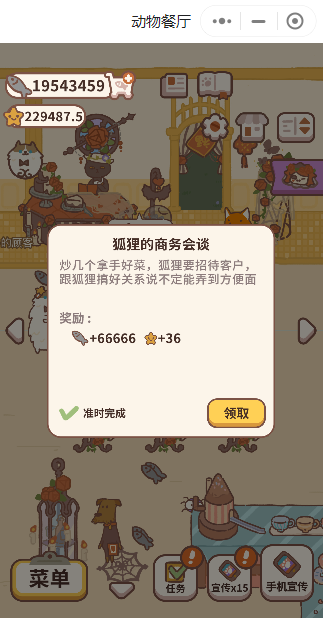 动物餐厅
19543459
229487.5
的顾客
狐狸的商务会谈
炒几个拿手好菜，狐狸要招待客户，
跟狐狸搞好关系说不定能弄到方便面
奖励：
+66666 +36
准时完成
领取
菜单
任务
宣传x15
手机宣传